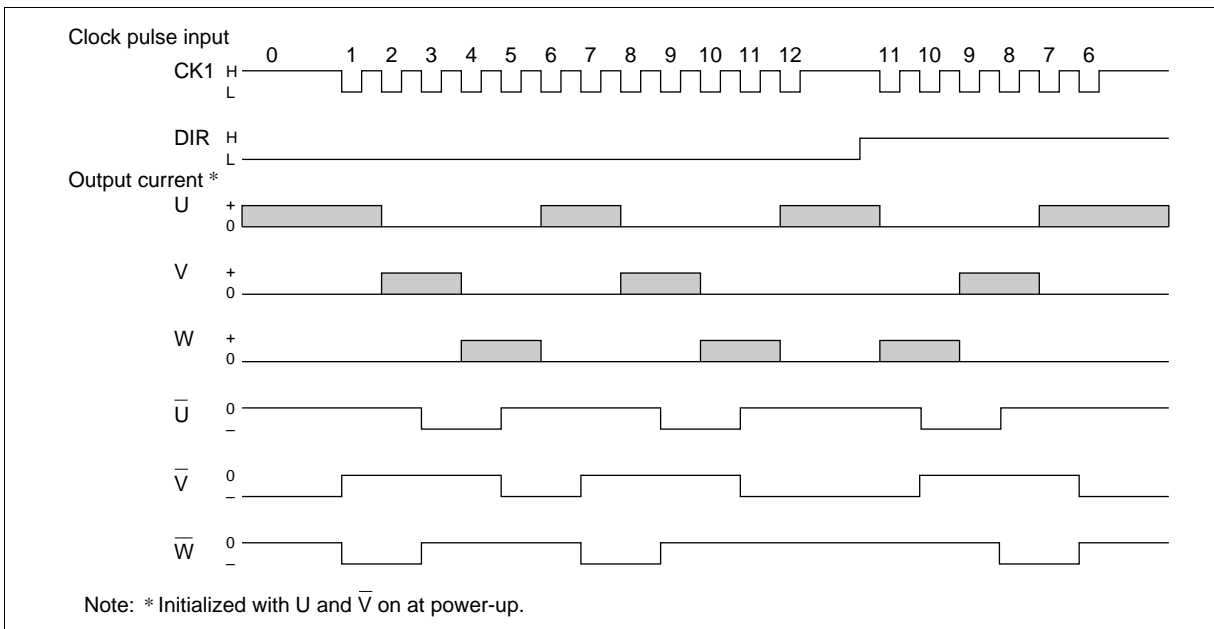 Clock pulse input
0 1 2 3 4 5 6 7 8 9 10 11 12 11 10 9 8 7 6
CK1 H
L
DIR H
L
Output current *
U +
0
V +
0
W +
0
U̅ 0
–
V̅ 0
–
W̅ 0
–
Note: * Initialized with U and V̅ on at power-up.